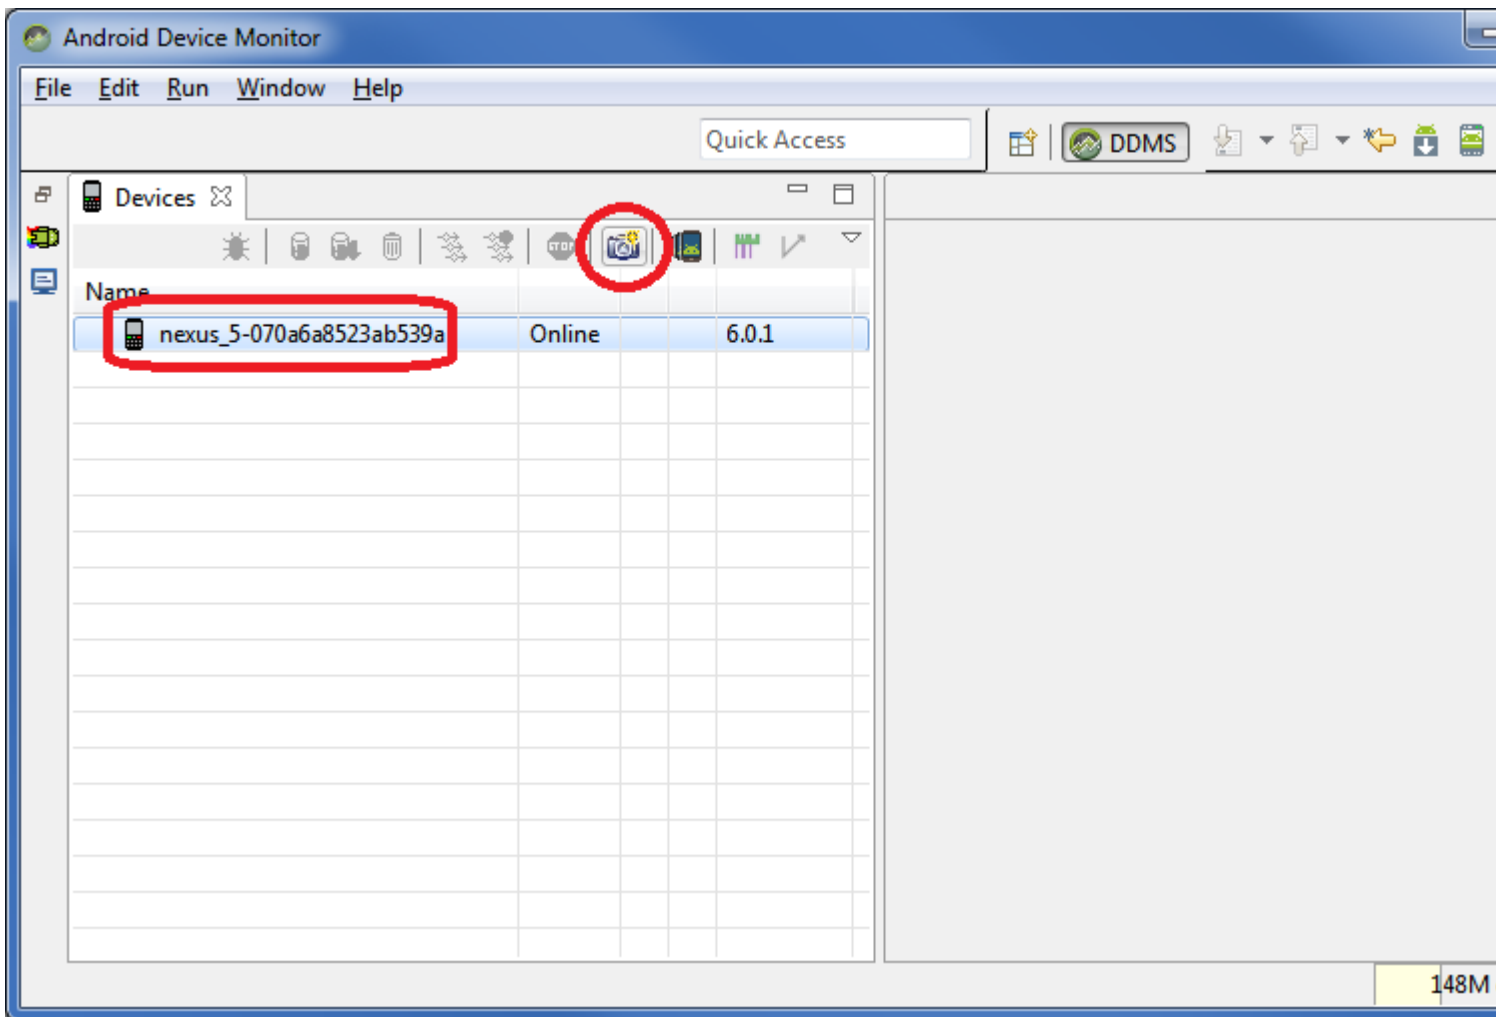 Android Device Monitor
File Edit Run Window Help
Quick Access
DDMS
Devices
STOP
Name
nexus_5-070a6a8523ab539a Online 6.0.1
148M